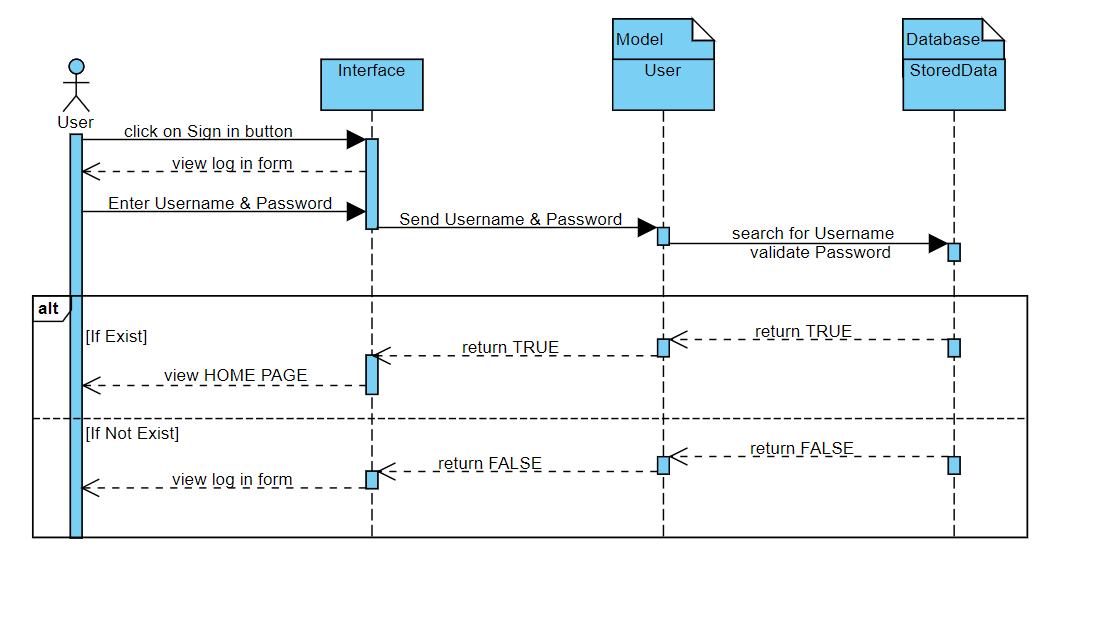 Model
Database
Interface
User
StoredData
User
click on Sign in button
view log in form
Enter Username & Password
Send Username & Password
search for Username
validate Password
alt
[If Exist]
return TRUE
return TRUE
view HOME PAGE
[If Not Exist]
return FALSE
return FALSE
view log in form